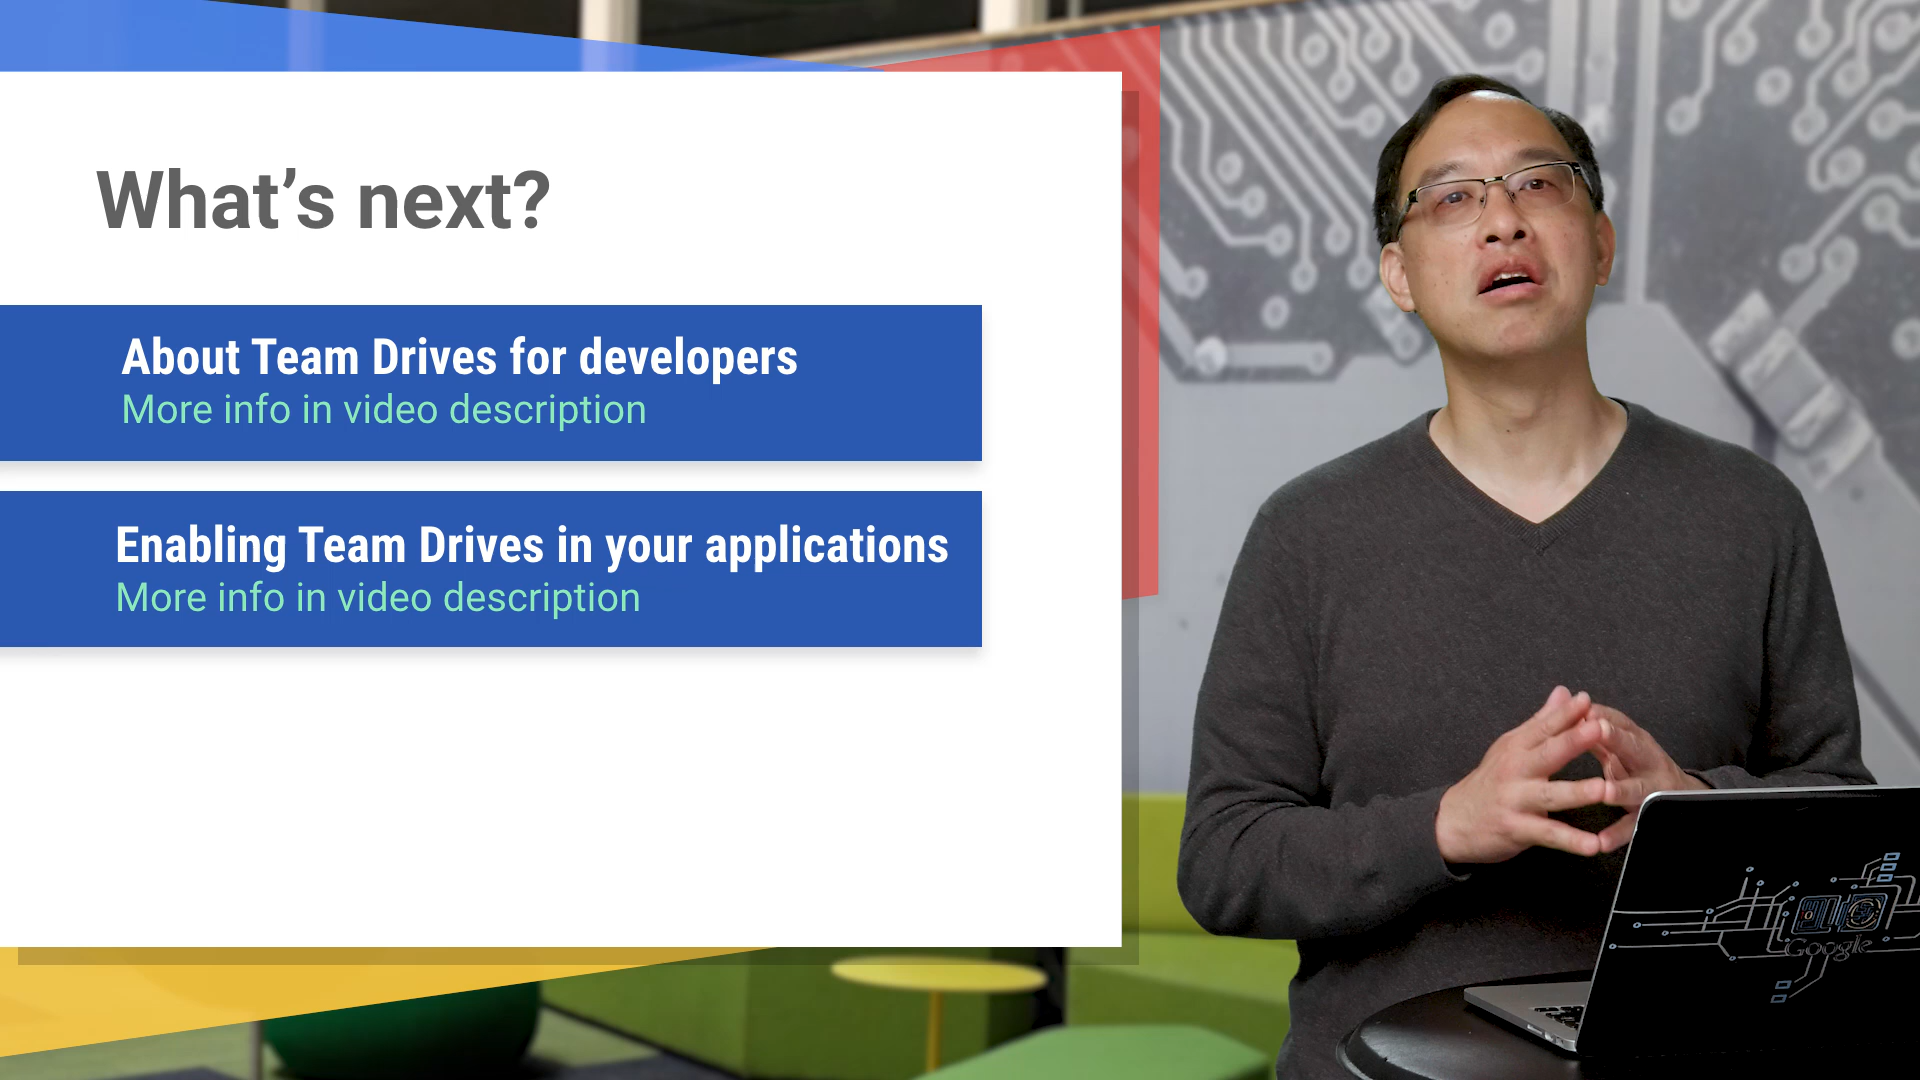 What’s next?
About Team Drives for developers
More info in video description
Enabling Team Drives in your applications
More info in video description
Google